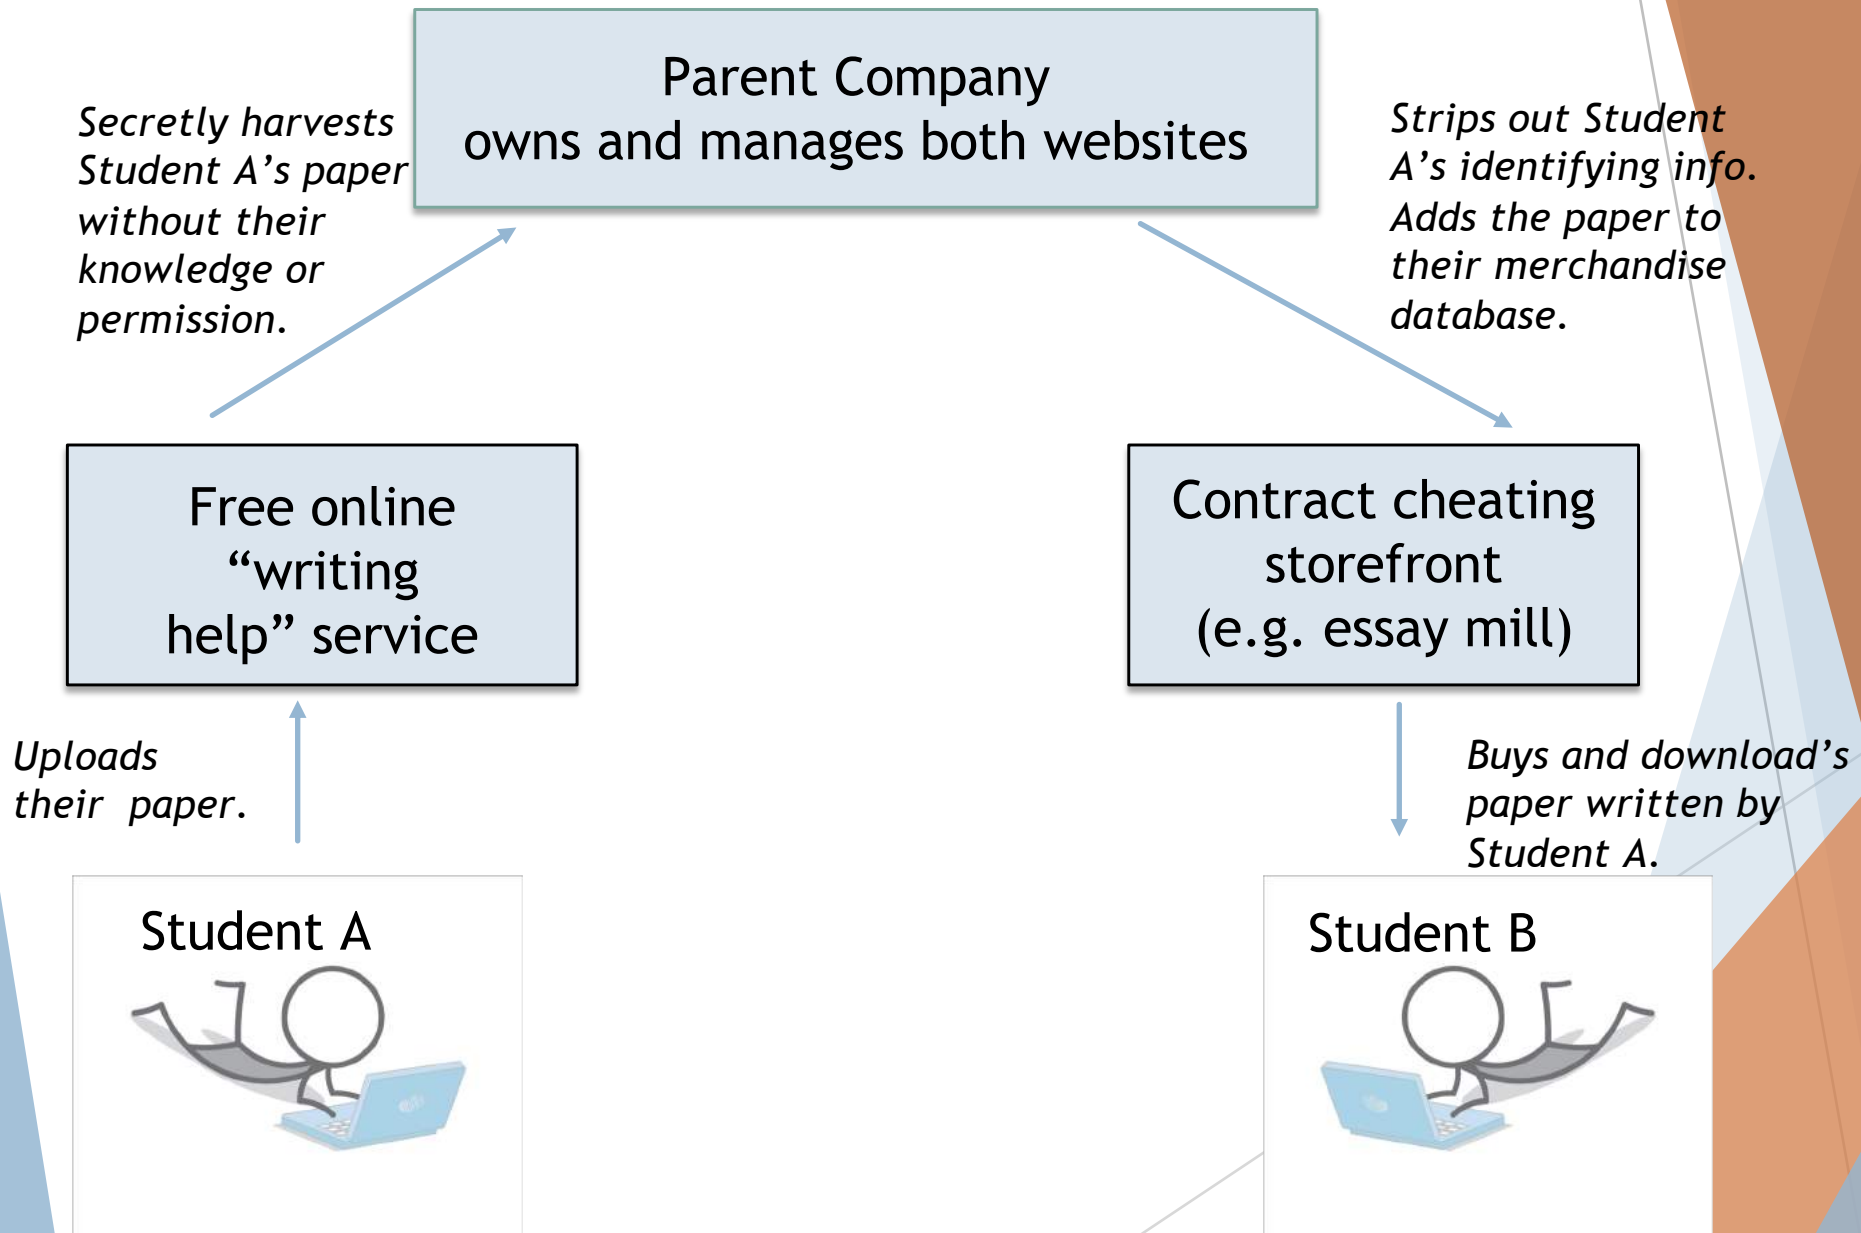 Parent Company
owns and manages both websites
Secretly harvests
Student A’s paper
without their
knowledge or
permission.
Strips out Student
A’s identifying info.
Adds the paper to
their merchandise
database.
Free online
“writing
help” service
Contract cheating
storefront
(e.g. essay mill)
Uploads
their paper.
Buys and download’s
paper written by
Student A.
Student A
Student B